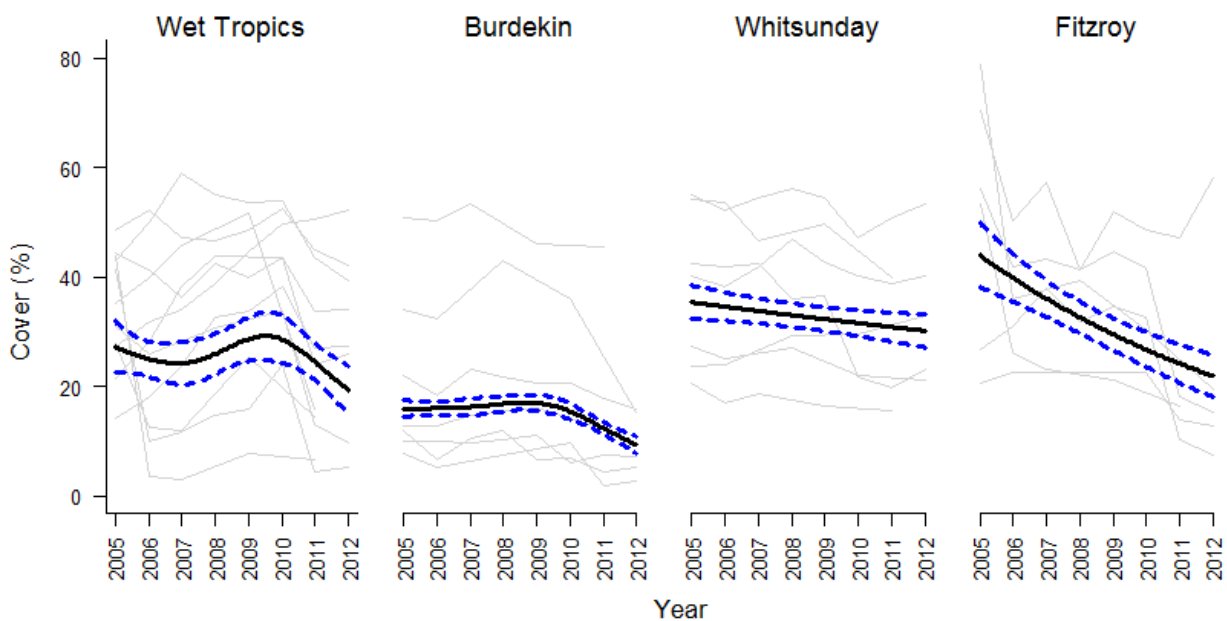 Wet Tropics Burdekin Whitsunday Fitzroy
80
60
40
20
0
Cover (%)
2005 2006 2007 2008 2009 2010 2011 2012 2005 2006 2007 2008 2009 2010 2011 2012 2005 2006 2007 2008 2009 2010 2011 2012 2005 2006 2007 2008 2009 2010 2011 2012
Year